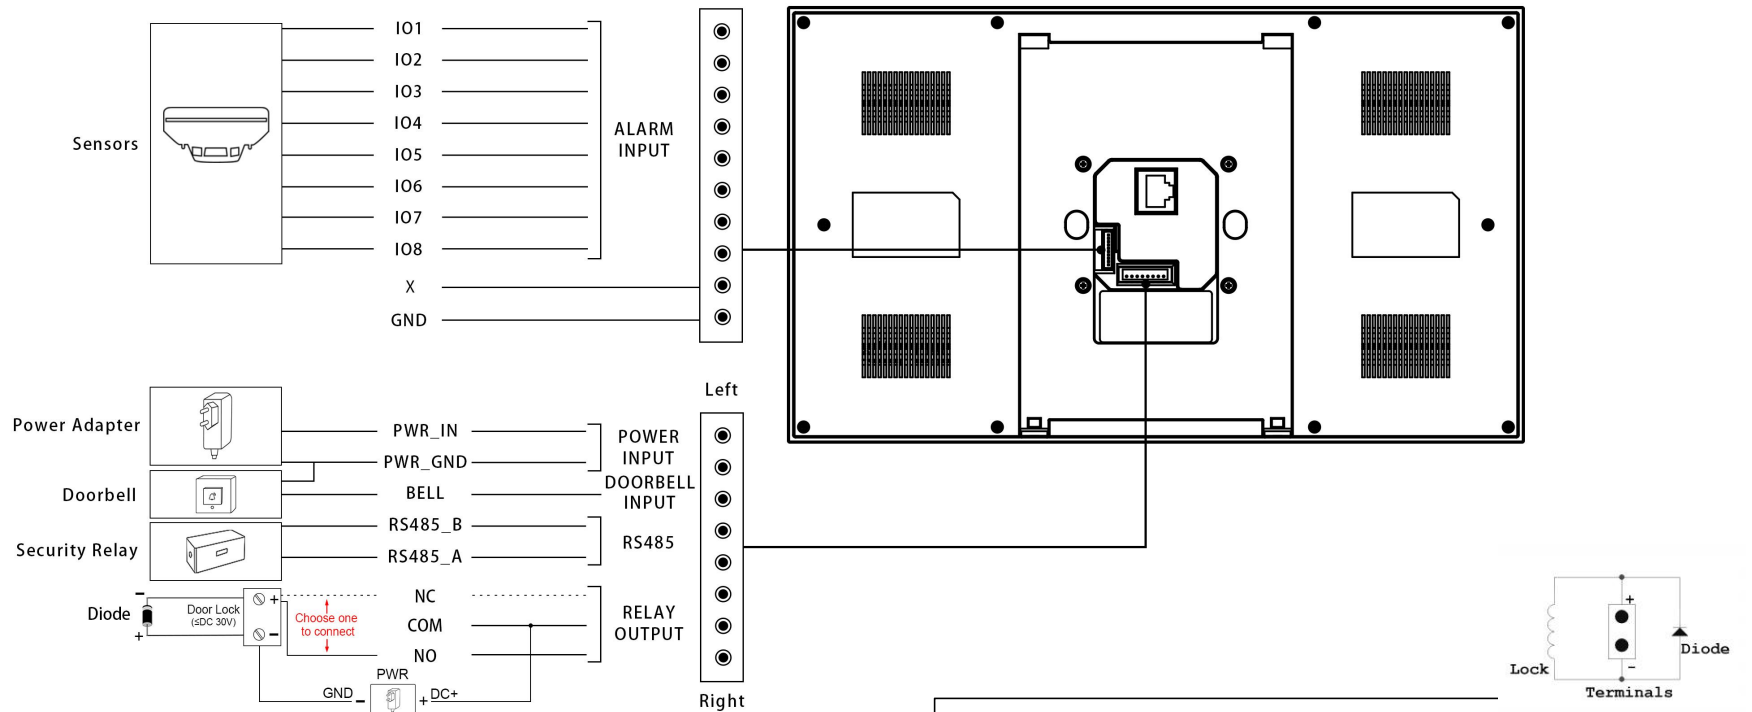 Sensors
IO1
IO2
IO3
IO4
IO5
IO6
IO7
IO8
X
GND
ALARM
INPUT
Left
Power Adapter
Doorbell
Security Relay
PWR_IN
PWR_GND
BELL
RS485_B
RS485_A
NC
COM
NO
POWER
INPUT
DOORBELL
INPUT
RS485
RELAY
OUTPUT
Right
Diode
-
+
Door Lock
(≤DC 30V)
+
-
Choose one
to connect
PWR
GND
-
+
DC+
+
-
Lock
Diode
Terminals